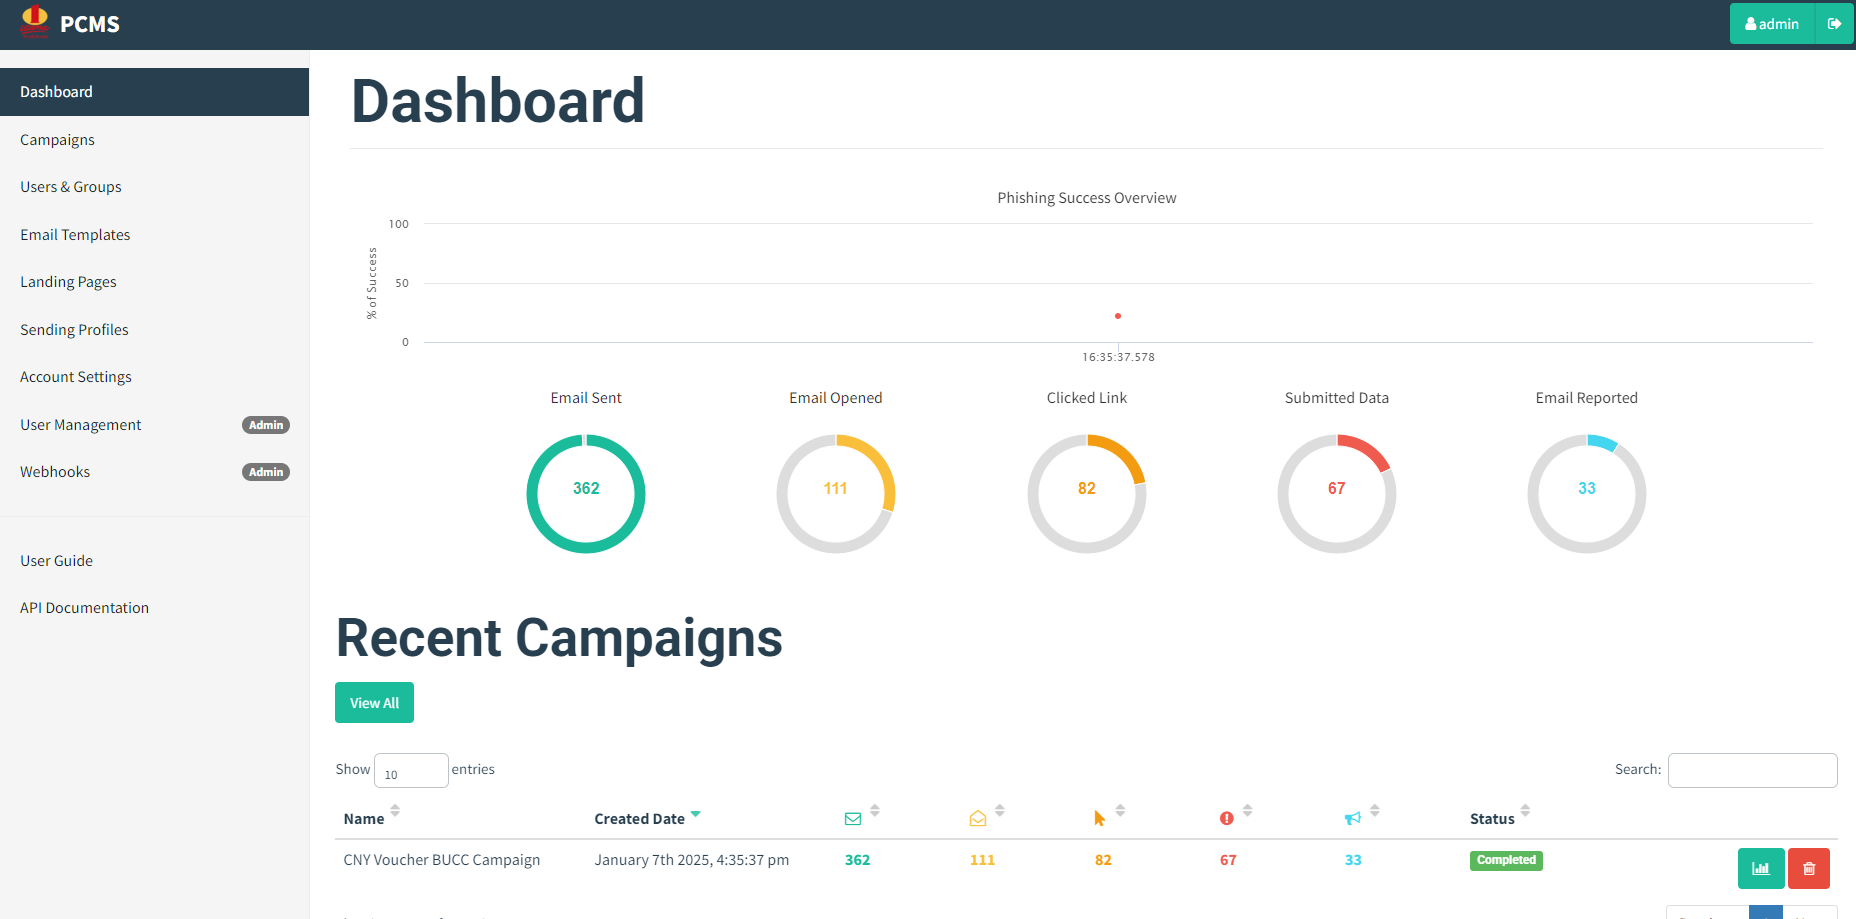 PCMS
admin
Dashboard
Campaigns
Users & Groups
Email Templates
Landing Pages
Sending Profiles
Account Settings
User Management Admin
Webhooks Admin
User Guide
API Documentation
Dashboard
Phishing Success Overview
% of Success
100
50
0
16:35:37.578
Email Sent Email Opened Clicked Link Submitted Data Email Reported
362 111 82 67 33
Recent Campaigns
View All
Show 10 entries Search:
Name Created Date Status
CNY Voucher BUCC Campaign January 7th 2025, 4:35:37 pm 362 111 82 67 33 Completed